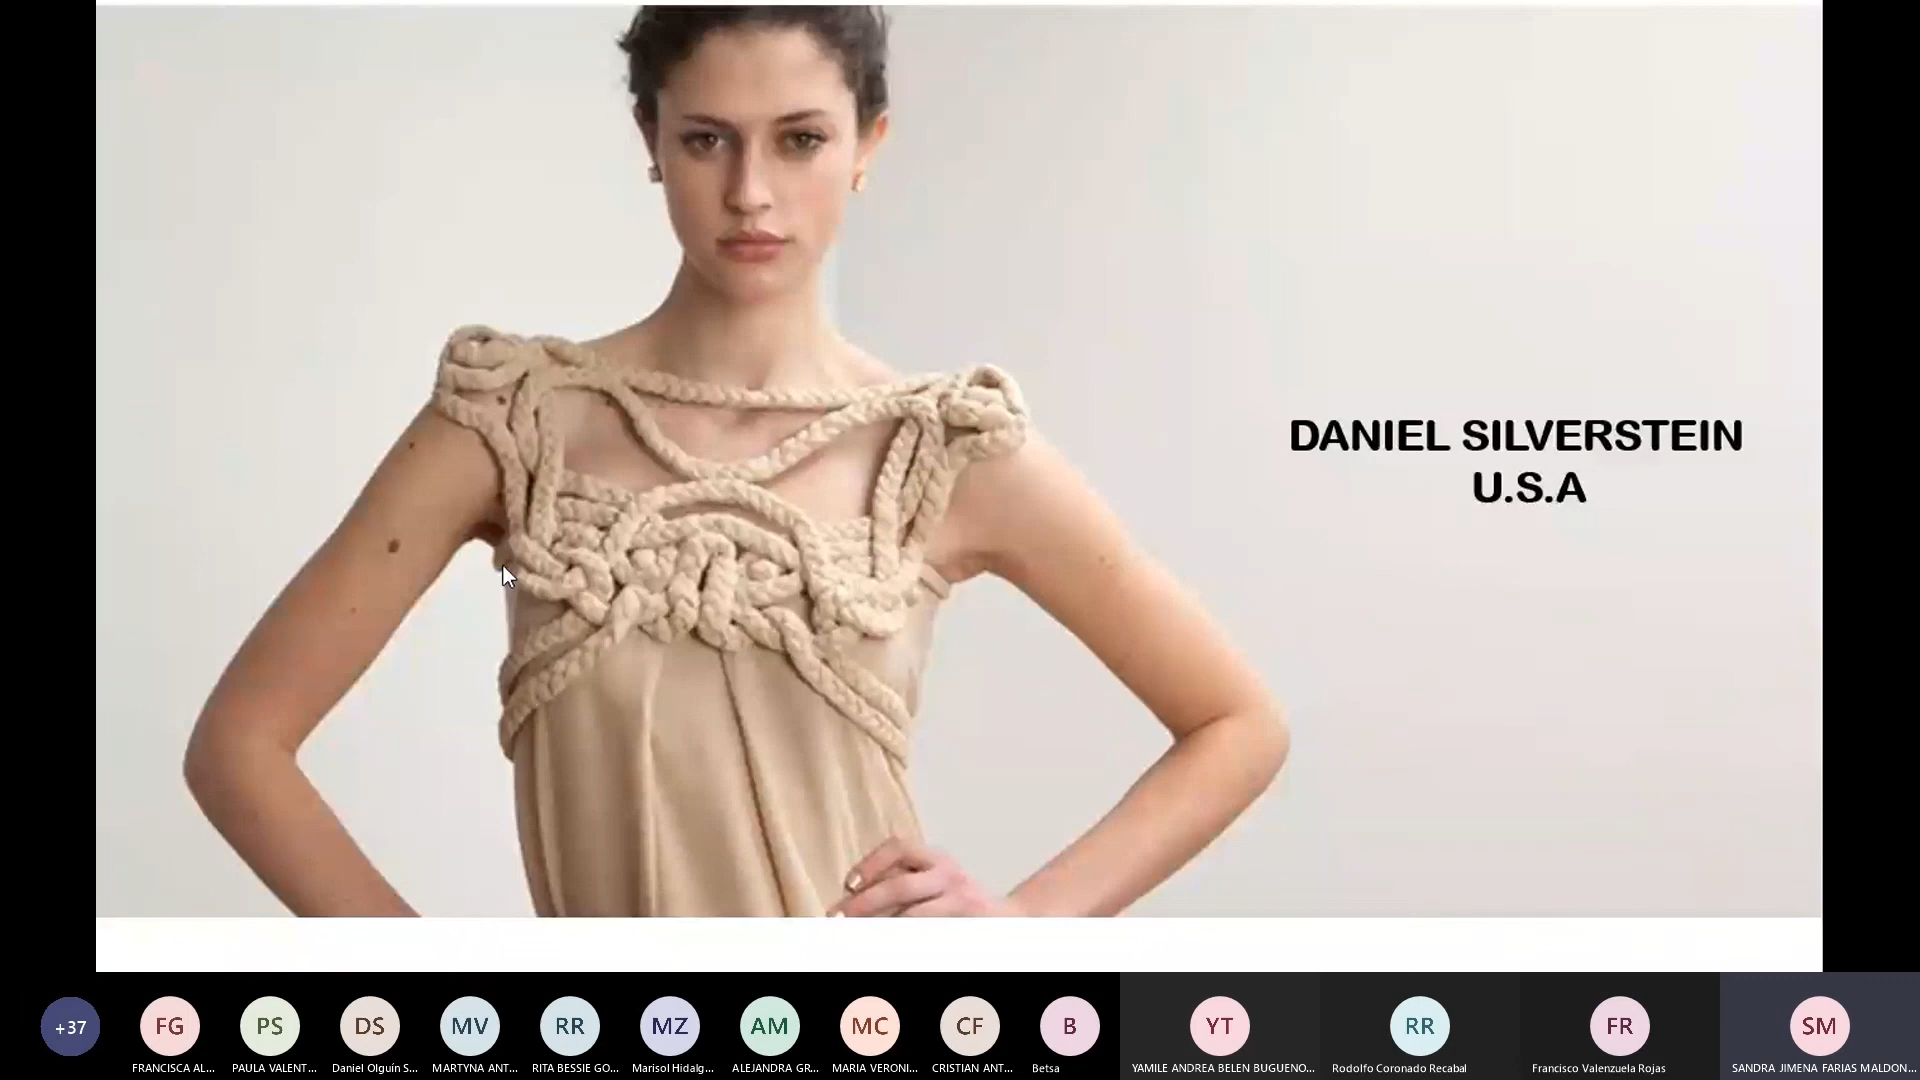 DANIEL SILVERSTEIN
U.S.A
+37
FG
PS
DS
MV
RR
MZ
AM
MC
CF
B
YT
RR
FR
SM
FRANCISCA AL...
PAULA VALENT...
Daniel Olguín S...
MARTYNA ANT...
RITA BESSIE GO...
Marisol Hidalg...
ALEJANDRA GR...
MARIA VERONI...
CRISTIAN ANT...
Betsa
YAMILE ANDREA BELEN BUGUENO...
Rodolfo Coronado Recabal
Francisco Valenzuela Rojas
SANDRA JIMENA FARIAS MALDON...